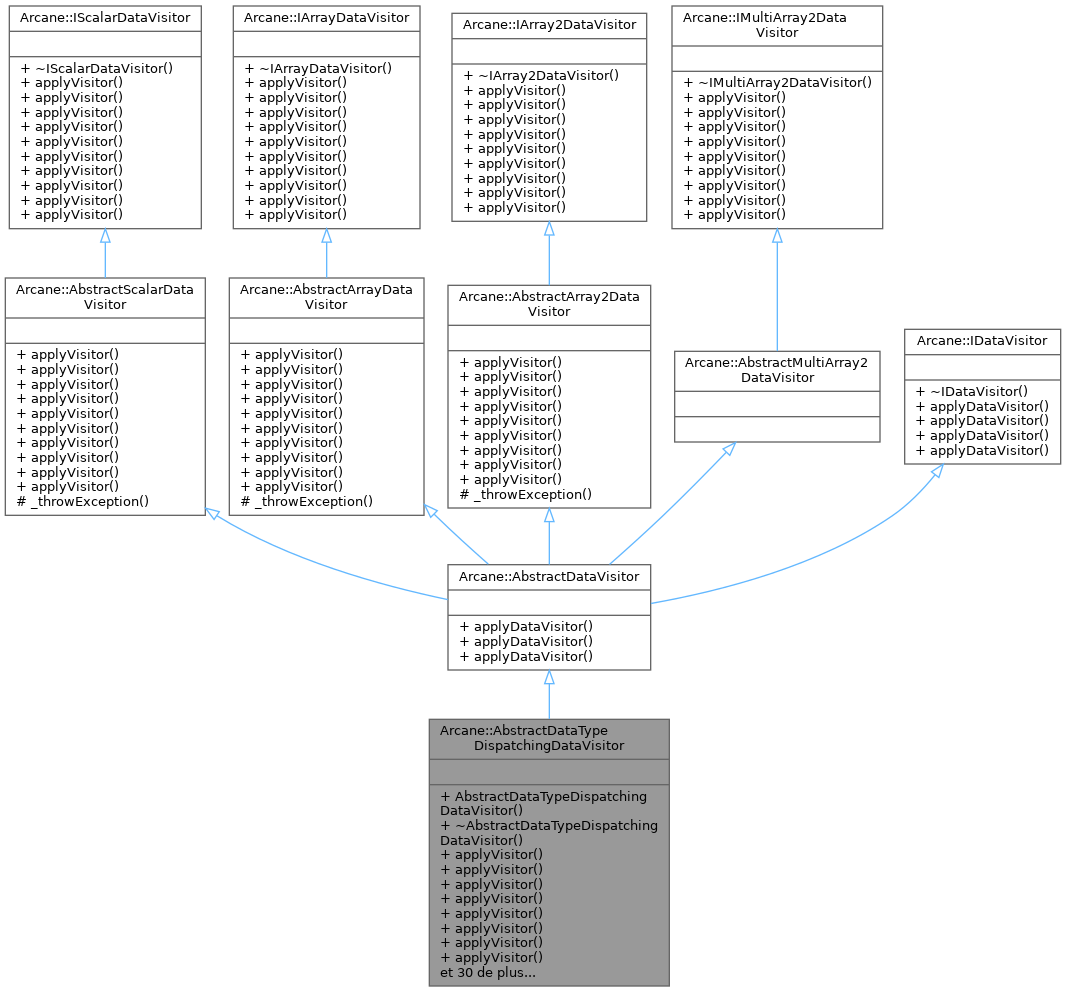 Arcane::IScalarDataVisitor
+ ~IScalarDataVisitor()
+ applyVisitor()
+ applyVisitor()
+ applyVisitor()
+ applyVisitor()
+ applyVisitor()
+ applyVisitor()
+ applyVisitor()
+ applyVisitor()
+ applyVisitor()
+ applyVisitor()
Arcane::IArrayDataVisitor
+ ~IArrayDataVisitor()
+ applyVisitor()
+ applyVisitor()
+ applyVisitor()
+ applyVisitor()
+ applyVisitor()
+ applyVisitor()
+ applyVisitor()
+ applyVisitor()
+ applyVisitor()
+ applyVisitor()
Arcane::IArray2DataVisitor
+ ~IArray2DataVisitor()
+ applyVisitor()
+ applyVisitor()
+ applyVisitor()
+ applyVisitor()
+ applyVisitor()
+ applyVisitor()
+ applyVisitor()
+ applyVisitor()
+ applyVisitor()
Arcane::IMultiArray2Data
Visitor
+ ~IMultiArray2DataVisitor()
+ applyVisitor()
+ applyVisitor()
+ applyVisitor()
+ applyVisitor()
+ applyVisitor()
+ applyVisitor()
+ applyVisitor()
+ applyVisitor()
+ applyVisitor()
Arcane::AbstractScalarData
Visitor
+ applyVisitor()
+ applyVisitor()
+ applyVisitor()
+ applyVisitor()
+ applyVisitor()
+ applyVisitor()
+ applyVisitor()
+ applyVisitor()
+ applyVisitor()
+ applyVisitor()
# _throwException()
Arcane::AbstractArrayData
Visitor
+ applyVisitor()
+ applyVisitor()
+ applyVisitor()
+ applyVisitor()
+ applyVisitor()
+ applyVisitor()
+ applyVisitor()
+ applyVisitor()
+ applyVisitor()
+ applyVisitor()
# _throwException()
Arcane::AbstractArray2Data
Visitor
+ applyVisitor()
+ applyVisitor()
+ applyVisitor()
+ applyVisitor()
+ applyVisitor()
+ applyVisitor()
+ applyVisitor()
+ applyVisitor()
+ applyVisitor()
# _throwException()
Arcane::AbstractMultiArray2
DataVisitor
Arcane::IDataVisitor
+ ~IDataVisitor()
+ applyDataVisitor()
+ applyDataVisitor()
+ applyDataVisitor()
+ applyDataVisitor()
Arcane::AbstractDataVisitor
+ applyDataVisitor()
+ applyDataVisitor()
+ applyDataVisitor()
Arcane::AbstractDataType
DispatchingDataVisitor
+ AbstractDataTypeDispatching
DataVisitor()
+ ~AbstractDataTypeDispatching
DataVisitor()
+ applyVisitor()
+ applyVisitor()
+ applyVisitor()
+ applyVisitor()
+ applyVisitor()
+ applyVisitor()
+ applyVisitor()
+ applyVisitor()
et 30 de plus...